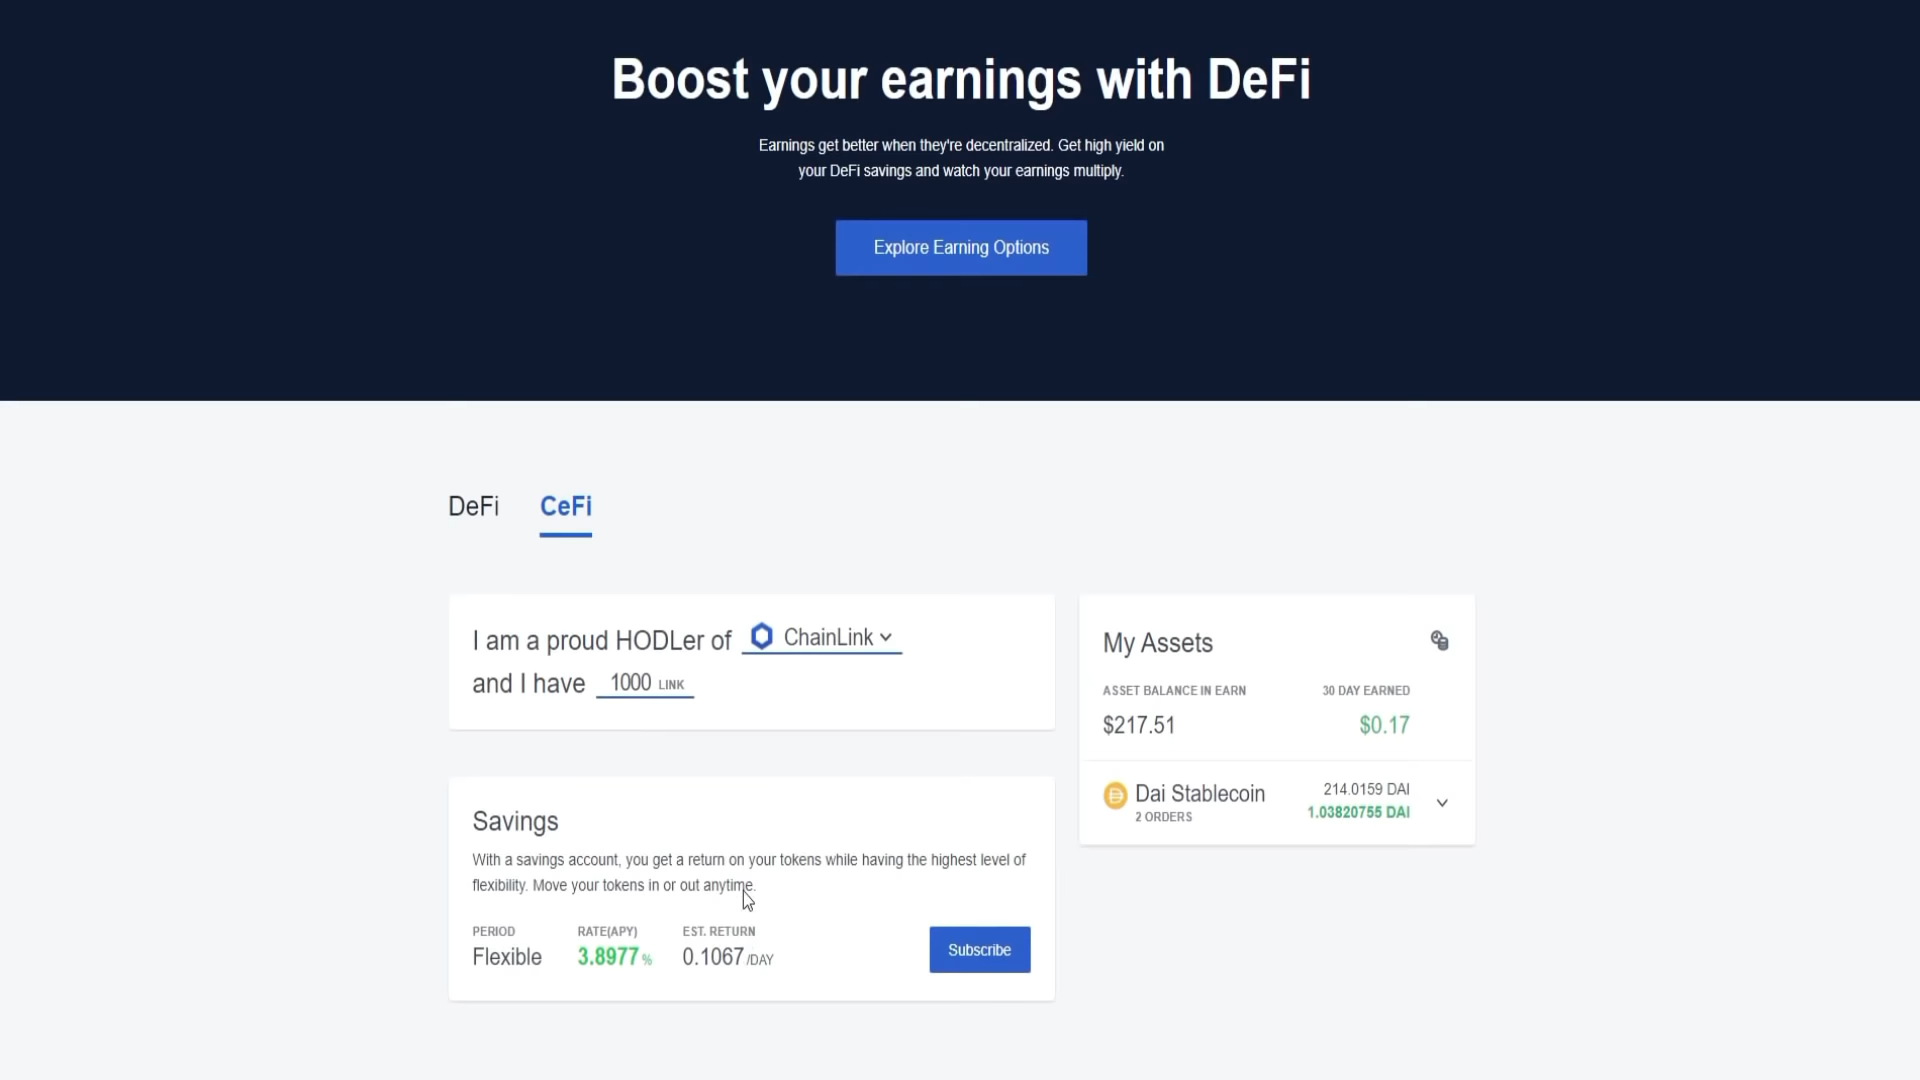 Boost your earnings with DeFi
Earnings get better when they're decentralized. Get high yield on
your DeFi savings and watch your earnings multiply.
Explore Earning Options
DeFi
CeFi
I am a proud HODLer of ChainLink
and I have 1000 LINK
Savings
With a savings account, you get a return on your tokens while having the highest level of
flexibility. Move your tokens in or out anytime.
PERIOD RATE(APY) EST. RETURN
Flexible 3.8977 % 0.1067 /DAY
Subscribe
My Assets
ASSET BALANCE IN EARN 30 DAY EARNED
$217.51 $0.17
Dai Stablecoin 214.0159 DAI
2 ORDERS 1.03820755 DAI